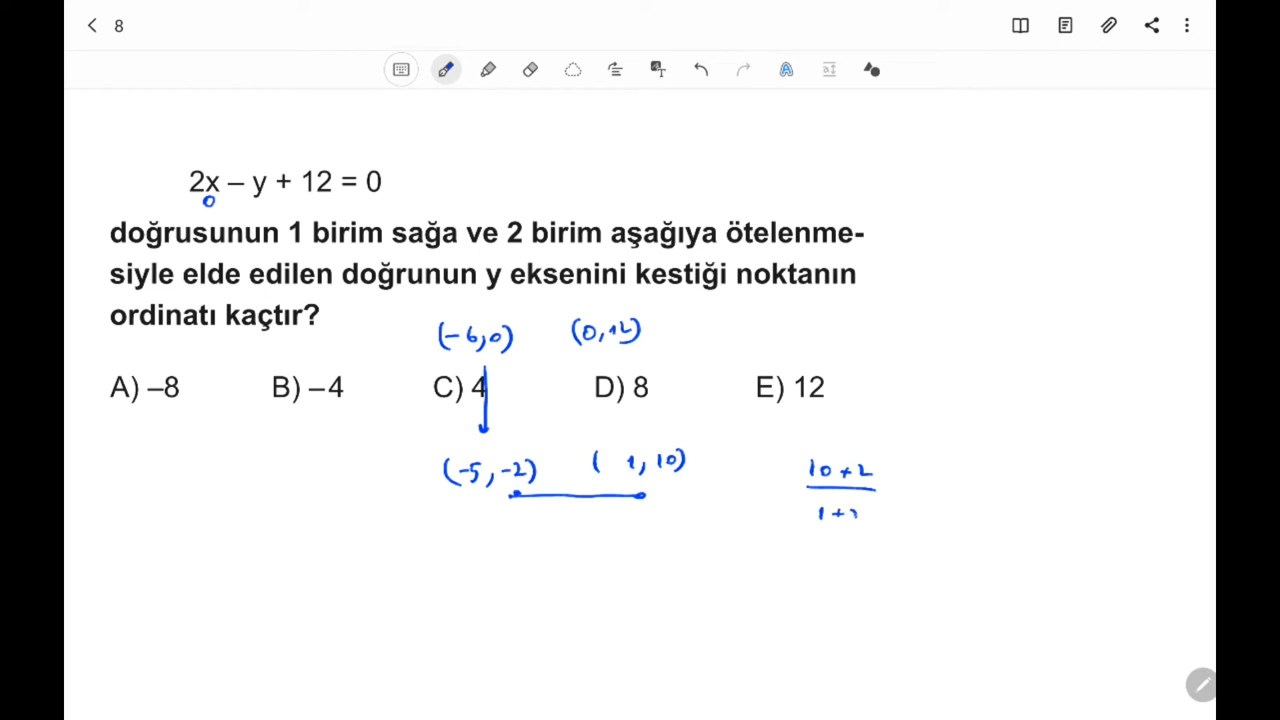 8
2x – y + 12 = 0
0
doğrusunun 1 birim sağa ve 2 birim aşağıya ötelenme-
siyle elde edilen doğrunun y eksenini kestiği noktanın
ordinatı kaçtır?
(-6,0) (0,12)
A) –8 B) –4 C) 4 D) 8 E) 12
(-5,-2) (1,10) 10+2
1+